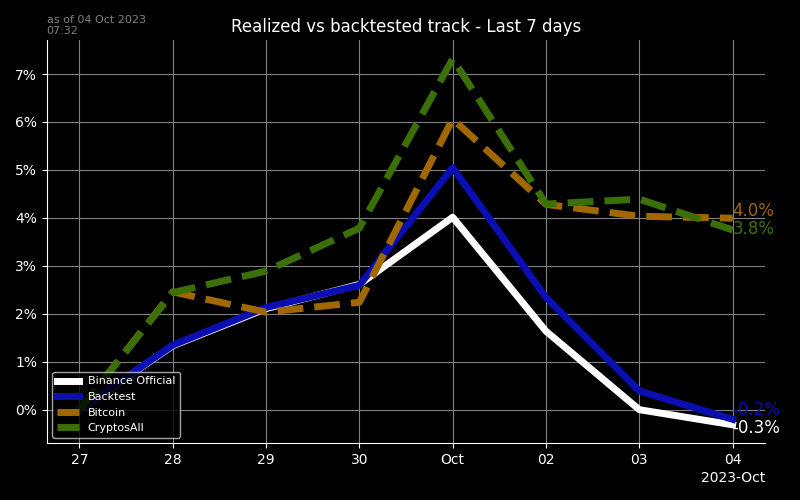 as of 04 Oct 2023
07:32
Realized vs backtested track - Last 7 days
7%
6%
5%
4%
3%
2%
1%
0%
4.0%
3.8%
-0.2%
-0.3%
Binance Official
Backtest
Bitcoin
CryptosAll
27 28 29 30 Oct 02 03 04
2023-Oct